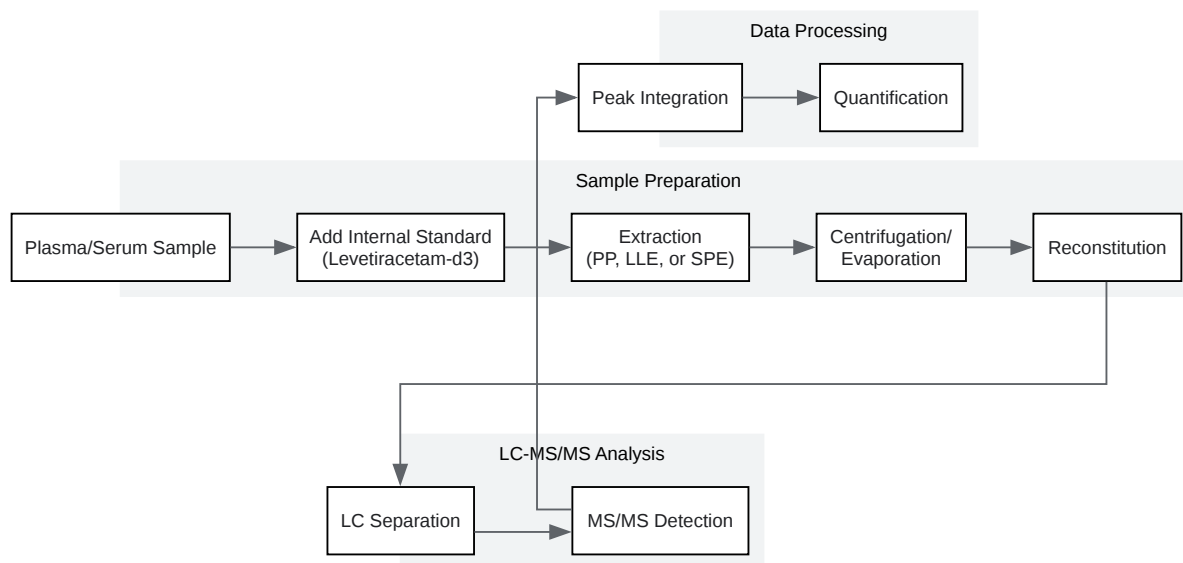 Data Processing
Peak Integration
Quantification
Sample Preparation
Plasma/Serum Sample
Add Internal Standard
(Levetiracetam-d3)
Extraction
(PP, LLE, or SPE)
Centrifugation/
Evaporation
Reconstitution
LC-MS/MS Analysis
LC Separation
MS/MS Detection